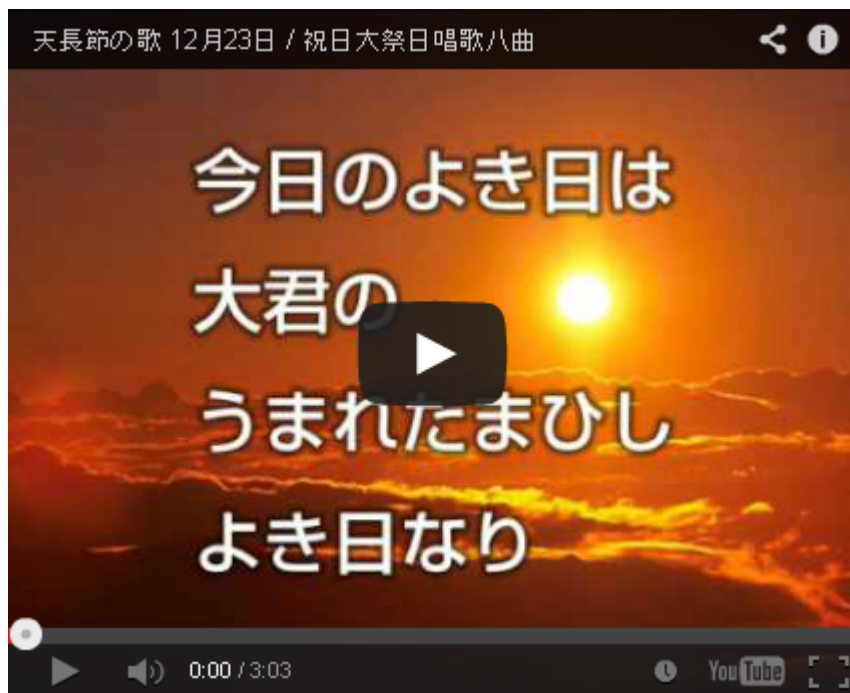 天長節の歌 12月23日 / 祝日大祭日唱歌八曲
今日のよき日は
大君の
うまれたまひし
よき日なり
0:00 / 3:03
YouTube